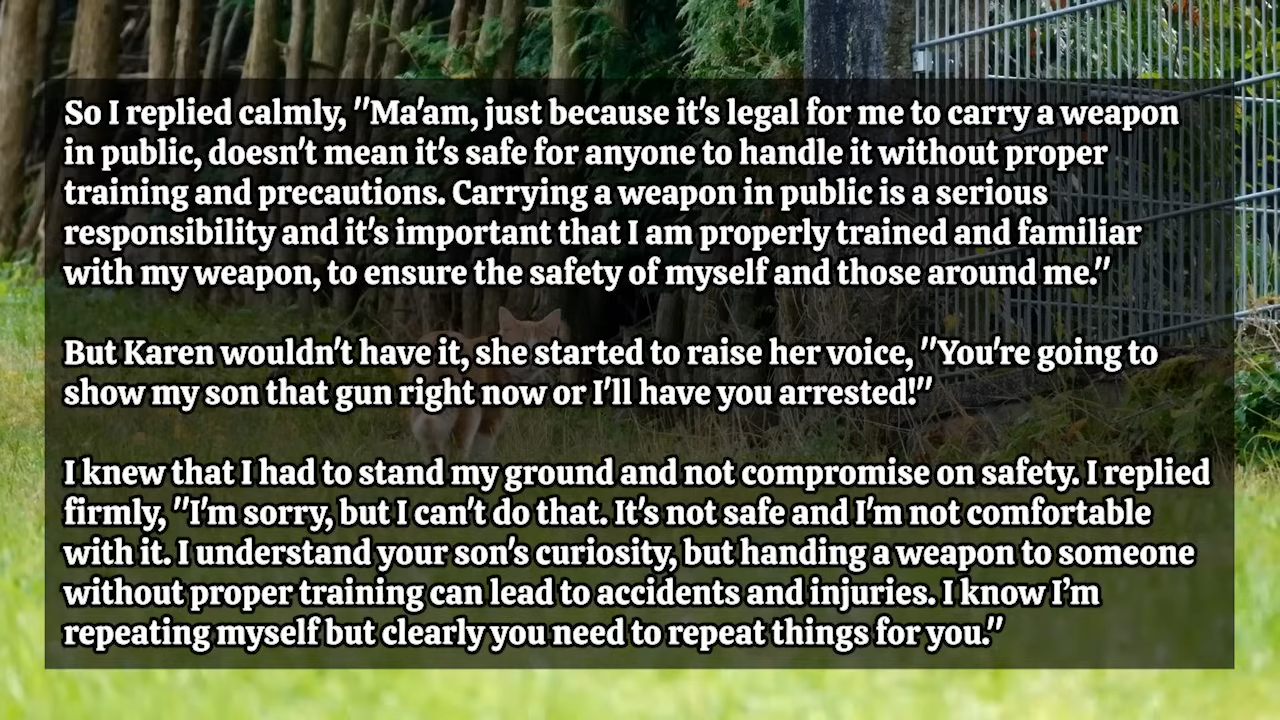 So I replied calmly, "Ma'am, just because it's legal for me to carry a weapon
in public, doesn't mean it's safe for anyone to handle it without proper
training and precautions. Carrying a weapon in public is a serious
responsibility and it's important that I am properly trained and familiar
with my weapon, to ensure the safety of myself and those around me."
But Karen wouldn't have it, she started to raise her voice, "You're going to
show my son that gun right now or I'll have you arrested!"
I knew that I had to stand my ground and not compromise on safety. I replied
firmly, "I'm sorry, but I can't do that. It's not safe and I'm not comfortable
with it. I understand your son's curiosity, but handing a weapon to someone
without proper training can lead to accidents and injuries. I know I’m
repeating myself but clearly you need to repeat things for you."